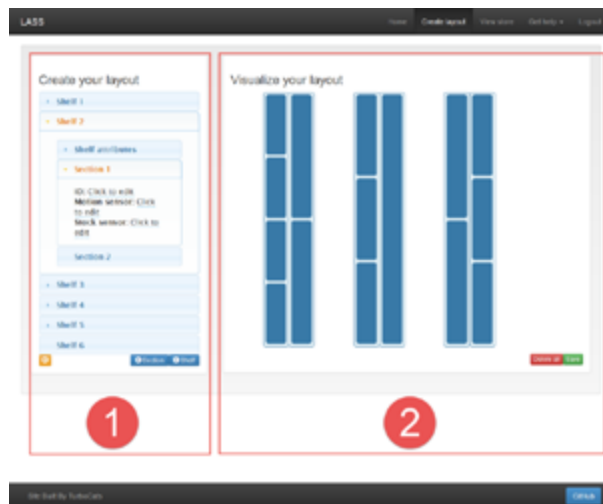 LASS
Home Create layout View store Get help Logout
Create your layout
Visualize your layout
Shelf 1
Shelf 2
Shelf attributes
Section 1
ID: Click to edit
Motion sensor: Click
to edit
Stock sensor: Click to
edit
Section 2
Shelf 3
Shelf 4
Shelf 5
Shelf 6
Section Shelf
Delete all Save
1
2
Site Built By TurboCats
GitHub